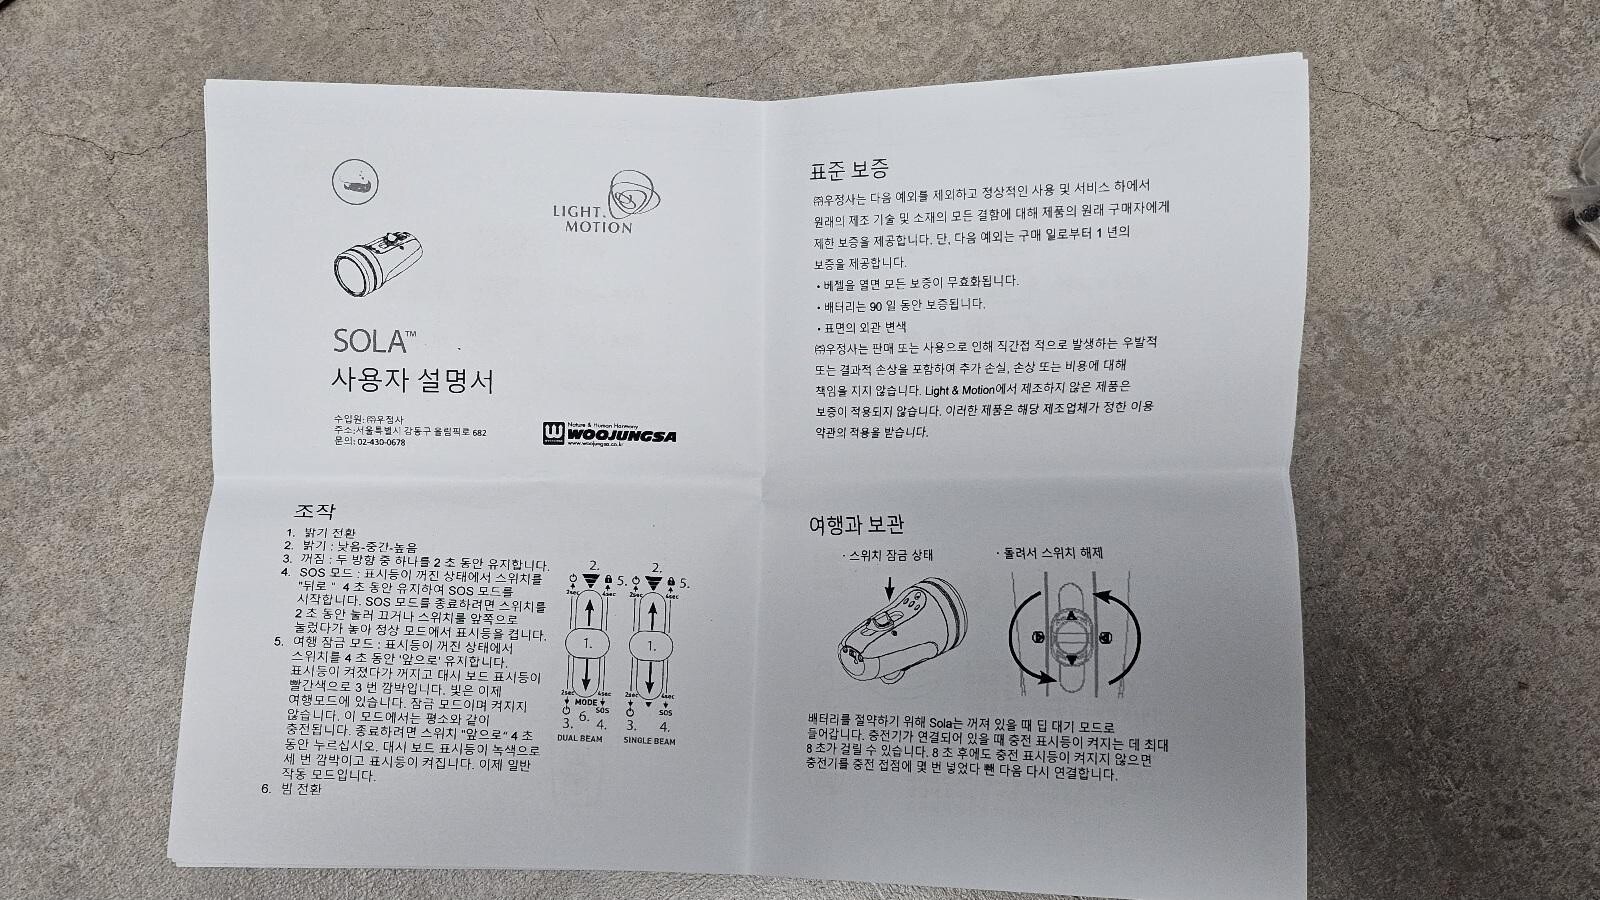 LIGHT &
MOTION
SOLA™
사용자 설명서
수입원: ㈜우정사
주소:서울특별시 강동구 올림픽로 682
문의: 02-430-0678
Nature & Human Harmony
WOOJUNGSA
www.woojungsa.co.kr
표준 보증
㈜우정사는 다음 예외를 제외하고 정상적인 사용 및 서비스 하에서
원래의 제조 기술 및 소재의 모든 결함에 대해 제품의 원래 구매자에게
제한 보증을 제공합니다. 단, 다음 예외는 구매 일로부터 1 년의
보증을 제공합니다.
• 베젤을 열면 모든 보증이 무효화됩니다.
• 배터리는 90 일 동안 보증됩니다.
• 표면의 외관 변색
㈜우정사는 판매 또는 사용으로 인해 직간접 적으로 발생하는 우발적
또는 결과적 손상을 포함하여 추가 손실, 손상 또는 비용에 대해
책임을 지지 않습니다. Light & Motion에서 제조하지 않은 제품은
보증이 적용되지 않습니다. 이러한 제품은 해당 제조업체가 정한 이용
약관의 적용을 받습니다.
조작
1. 밝기 전환
2. 밝기 : 낮음-중간-높음
3. 꺼짐 : 두 방향 중 하나를 2 초 동안 유지합니다.
4. SOS 모드 : 표시등이 꺼진 상태에서 스위치를
"뒤로 " 4 초 동안 유지하여 SOS 모드를
시작합니다. SOS 모드를 종료하려면 스위치를
2 초 동안 눌러 끄거나 스위치를 앞쪽으로
눌렀다가 놓아 정상 모드에서 표시등을 켭니다.
5. 여행 잠금 모드 : 표시등이 꺼진 상태에서
스위치를 4 초 동안 '앞으로' 유지합니다.
표시등이 켜졌다가 꺼지고 대시 보드 표시등이
빨간색으로 3 번 깜박입니다. 빛은 이제
여행모드에 있습니다. 잠금 모드이며 켜지지
않습니다. 이 모드에서는 평소와 같이
충전됩니다. 종료하려면 스위치 "앞으로" 4 초
동안 누르십시오. 대시 보드 표시등이 녹색으로
세 번 깜박이고 표시등이 켜집니다. 이제 일반
작동 모드입니다.
6. 빔 전환
2. 2.
5. 5.
2sec 4sec 2sec 4sec
1. 1.
2sec 4sec 2sec 4sec
MODE SOS SOS
3. 6. 4. 3. 4.
DUAL BEAM SINGLE BEAM
여행과 보관
· 스위치 잠금 상태
· 돌려서 스위치 해제
배터리를 절약하기 위해 Sola는 꺼져 있을 때 딥 대기 모드로
들어갑니다. 충전기가 연결되어 있을 때 충전 표시등이 켜지는 데 최대
8 초가 걸릴 수 있습니다. 8 초 후에도 충전 표시등이 켜지지 않으면
충전기를 충전 접점에 몇 번 넣었다 뺀 다음 다시 연결합니다.